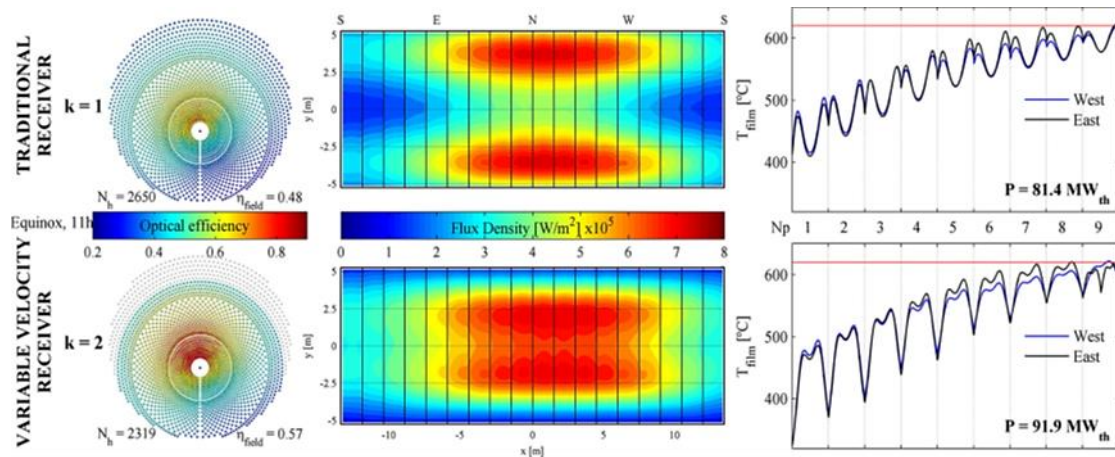 S E N W S
TRADITIONAL
RECEIVER
k = 1
N_h = 2650
η_field = 0.48
y [m]
5
2.5
0
-2.5
-5
T_film [°C]
600
500
400
West
East
P = 81.4 MW_th
Equinox, 11h
Optical efficiency
0.2 0.4 0.6 0.8
Flux Density [W/m²] x10⁵
0 1 2 3 4 5 6 7 8
Np 1 2 3 4 5 6 7 8 9
VARIABLE VELOCITY
RECEIVER
k = 2
N_h = 2319
η_field = 0.57
y [m]
5
2.5
0
-2.5
-5
-10 -5 0 5 10
x [m]
T_film [°C]
600
500
400
West
East
P = 91.9 MW_th